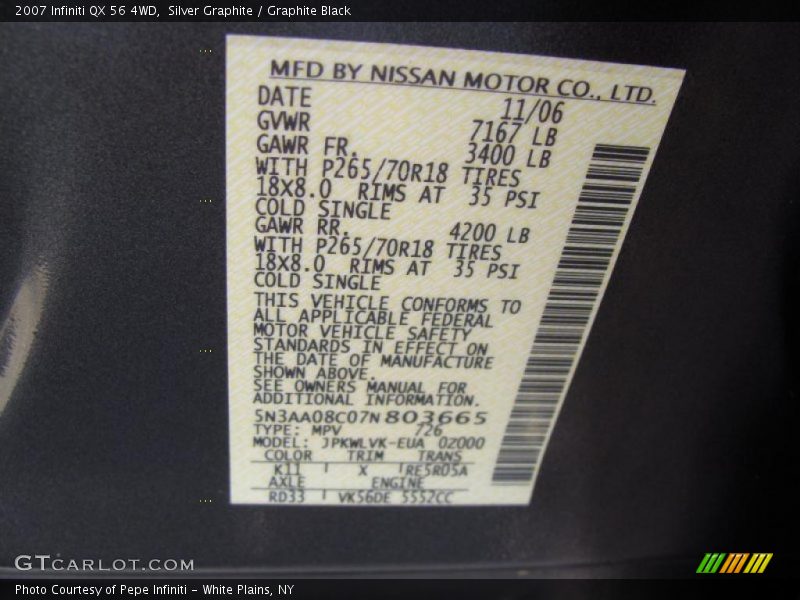 2007 Infiniti QX 56 4WD,  Silver Graphite / Graphite Black
MFD BY NISSAN MOTOR CO., LTD.
DATE 11/06
GVWR 7167 LB
GAWR FR. 3400 LB
WITH P265/70R18 TIRES
18X8.0 RIMS AT 35 PSI
COLD SINGLE
GAWR RR. 4200 LB
WITH P265/70R18 TIRES
18X8.0 RIMS AT 35 PSI
COLD SINGLE
THIS VEHICLE CONFORMS TO
ALL APPLICABLE FEDERAL
MOTOR VEHICLE SAFETY
STANDARDS IN EFFECT ON
THE DATE OF MANUFACTURE
SHOWN ABOVE.
SEE OWNERS MANUAL FOR
ADDITIONAL INFORMATION.
5N3AA08C07N803665
TYPE: MPV 726
MODEL: JPKWLVK-EUA 0Z000
COLOR TRIM TRANS
K11 X RE5R05A
AXLE ENGINE
RD33 VK56DE 5552CC
GTCARLOT.COM
Photo Courtesy of Pepe Infiniti - White Plains, NY